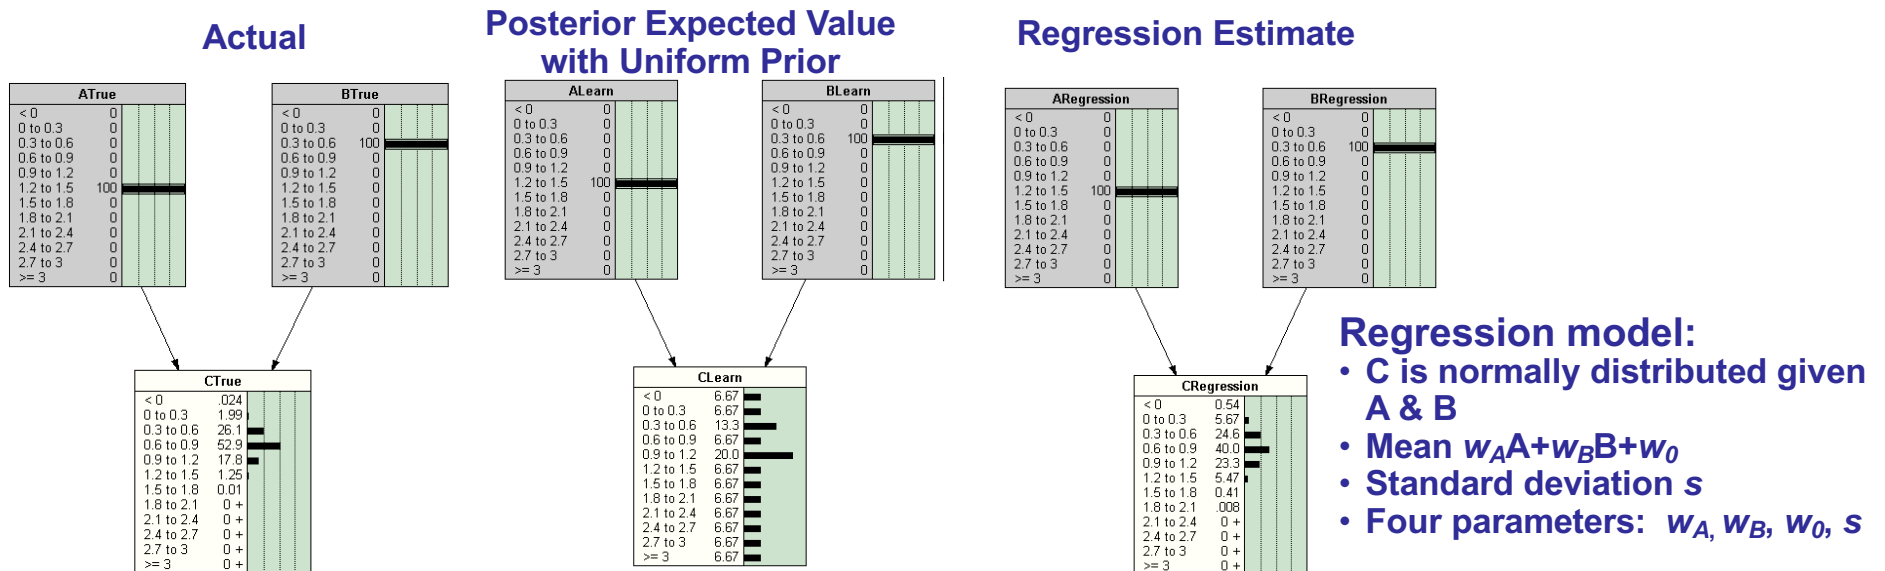 Actual
Posterior Expected Value
with Uniform Prior
Regression Estimate
ATrue
< 0 0
0 to 0.3 0
0.3 to 0.6 0
0.6 to 0.9 0
0.9 to 1.2 0
1.2 to 1.5 100
1.5 to 1.8 0
1.8 to 2.1 0
2.1 to 2.4 0
2.4 to 2.7 0
2.7 to 3 0
>= 3 0
BTrue
< 0 0
0 to 0.3 0
0.3 to 0.6 100
0.6 to 0.9 0
0.9 to 1.2 0
1.2 to 1.5 0
1.5 to 1.8 0
1.8 to 2.1 0
2.1 to 2.4 0
2.4 to 2.7 0
2.7 to 3 0
>= 3 0
CTrue
< 0 .024
0 to 0.3 1.99
0.3 to 0.6 26.1
0.6 to 0.9 52.9
0.9 to 1.2 17.8
1.2 to 1.5 1.25
1.5 to 1.8 0.01
1.8 to 2.1 0 +
2.1 to 2.4 0 +
2.4 to 2.7 0 +
2.7 to 3 0 +
>= 3 0 +
ALearn
< 0 0
0 to 0.3 0
0.3 to 0.6 0
0.6 to 0.9 0
0.9 to 1.2 0
1.2 to 1.5 100
1.5 to 1.8 0
1.8 to 2.1 0
2.1 to 2.4 0
2.4 to 2.7 0
2.7 to 3 0
>= 3 0
BLearn
< 0 0
0 to 0.3 0
0.3 to 0.6 100
0.6 to 0.9 0
0.9 to 1.2 0
1.2 to 1.5 0
1.5 to 1.8 0
1.8 to 2.1 0
2.1 to 2.4 0
2.4 to 2.7 0
2.7 to 3 0
>= 3 0
CLearn
< 0 6.67
0 to 0.3 6.67
0.3 to 0.6 13.3
0.6 to 0.9 6.67
0.9 to 1.2 20.0
1.2 to 1.5 6.67
1.5 to 1.8 6.67
1.8 to 2.1 6.67
2.1 to 2.4 6.67
2.4 to 2.7 6.67
2.7 to 3 6.67
>= 3 6.67
ARegression
< 0 0
0 to 0.3 0
0.3 to 0.6 0
0.6 to 0.9 0
0.9 to 1.2 0
1.2 to 1.5 100
1.5 to 1.8 0
1.8 to 2.1 0
2.1 to 2.4 0
2.4 to 2.7 0
2.7 to 3 0
>= 3 0
BRegression
< 0 0
0 to 0.3 0
0.3 to 0.6 100
0.6 to 0.9 0
0.9 to 1.2 0
1.2 to 1.5 0
1.5 to 1.8 0
1.8 to 2.1 0
2.1 to 2.4 0
2.4 to 2.7 0
2.7 to 3 0
>= 3 0
CRegression
< 0 0.54
0 to 0.3 5.67
0.3 to 0.6 24.6
0.6 to 0.9 40.0
0.9 to 1.2 23.3
1.2 to 1.5 5.47
1.5 to 1.8 0.41
1.8 to 2.1 .008
2.1 to 2.4 0 +
2.4 to 2.7 0 +
2.7 to 3 0 +
>= 3 0 +
Regression model:
• C is normally distributed given
A & B
• Mean w_A A+w_B B+w_0
• Standard deviation s
• Four parameters: w_A, w_B, w_0, s